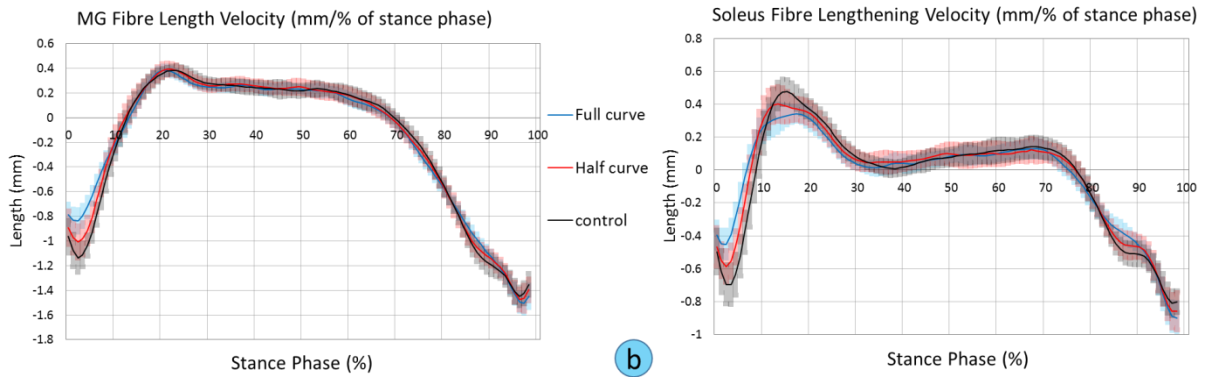 MG Fibre Length Velocity (mm/% of stance phase)
0.6
0.4
0.2
0
-0.2
-0.4
-0.6
-0.8
-1
-1.2
-1.4
-1.6
-1.8
0 10 20 30 40 50 60 70 80 90 100
Length (mm)
Stance Phase (%)
Full curve
Half curve
control
b
Soleus Fibre Lengthening Velocity (mm/% of stance phase)
0.8
0.6
0.4
0.2
0
-0.2
-0.4
-0.6
-0.8
-1
0 10 20 30 40 50 60 70 80 90 100
Length (mm)
Stance Phase (%)